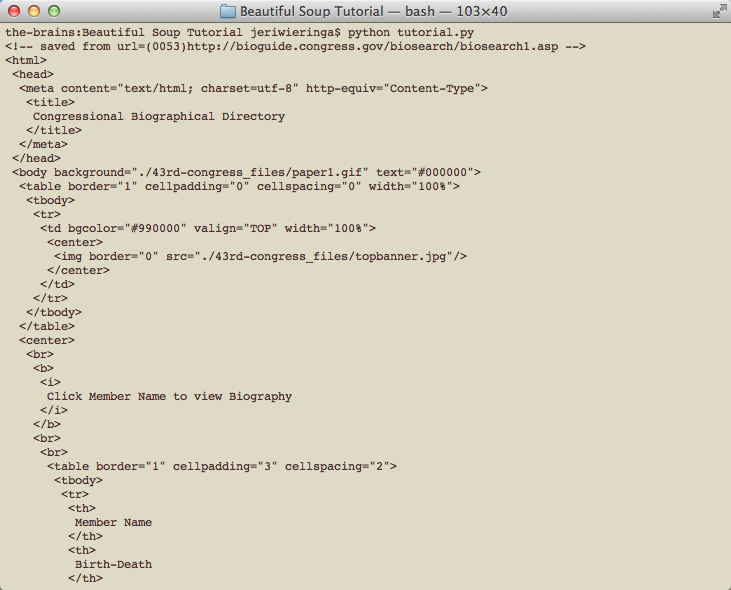 Beautiful Soup Tutorial — bash — 103×40
the-brains:Beautiful Soup Tutorial jeriwieringa$ python tutorial.py
<!-- saved from url=(0053)http://bioguide.congress.gov/biosearch/biosearch1.asp -->
<html>
 <head>
  <meta content="text/html; charset=utf-8" http-equiv="Content-Type">
   <title>
    Congressional Biographical Directory
   </title>
  </meta>
 </head>
 <body background="./43rd-congress_files/paper1.gif" text="#000000">
  <table border="1" cellpadding="0" cellspacing="0" width="100%">
   <tbody>
    <tr>
     <td bgcolor="#990000" valign="TOP" width="100%">
      <center>
       <img border="0" src="./43rd-congress_files/topbanner.jpg"/>
      </center>
     </td>
    </tr>
   </tbody>
  </table>
  <center>
   <br>
    <b>
     <i>
      Click Member Name to view Biography
     </i>
    </b>
    <br>
     <br>
      <table border="1" cellpadding="3" cellspacing="2">
       <tbody>
        <tr>
         <th>
          Member Name
         </th>
         <th>
          Birth-Death
         </th>